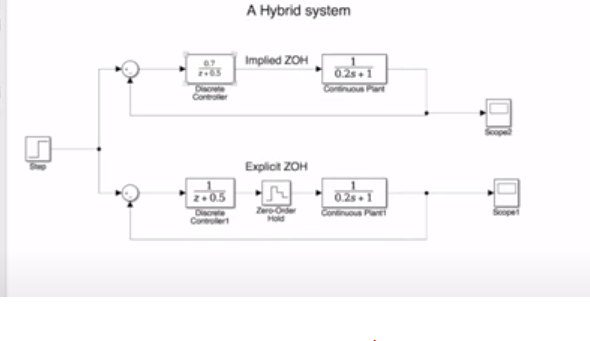 A Hybrid system
0.7
z+0.5
Implied ZOH
1
0.2s + 1
Discrete
Controller
Continuous Plant
Scope2
Step
Explicit ZOH
1
z + 0.5
1
0.2s + 1
Discrete
Controller1
Zero-Order
Hold
Continuous Plant1
Scope1